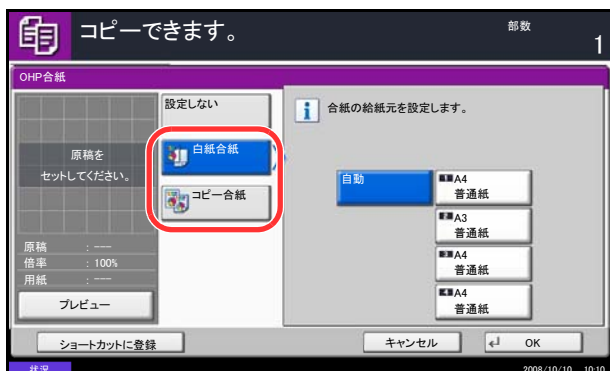 コピーできます。
部数
1
OHP合紙
設定しない
白紙合紙
コピー合紙
合紙の給紙元を設定します。
原稿を
セットしてください。
自動
A4
普通紙
A3
普通紙
A4
普通紙
A4
普通紙
原稿 : ---
倍率 : 100%
用紙 : ---
プレビュー
ショートカットに登録
キャンセル
OK
状況
2008/10/10 10:10